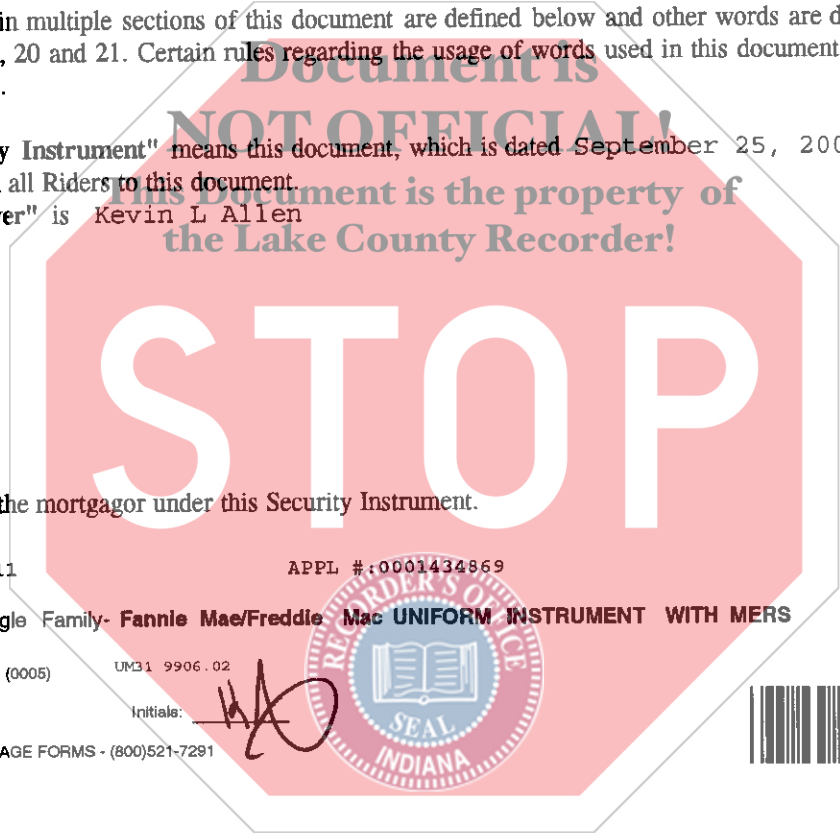 in multiple sections of this document are defined below and other words are d
, 20 and 21. Certain rules regarding the usage of words used in this document
.
Document is
NOT OFFICIAL!
y Instrument" means this document, which is dated September 25, 200
all Riders to this document.
This Document is the property of
er" is Kevin L Allen
the Lake County Recorder!
STOP
the mortgagor under this Security Instrument.
11 APPL #:0001434869
gle Family- Fannie Mae/Freddie Mac UNIFORM INSTRUMENT WITH MERS
(0005) UM31 9906.02
Initials:
AGE FORMS - (800)521-7291
RECORDER'S OFFICE
SEAL
INDIANA